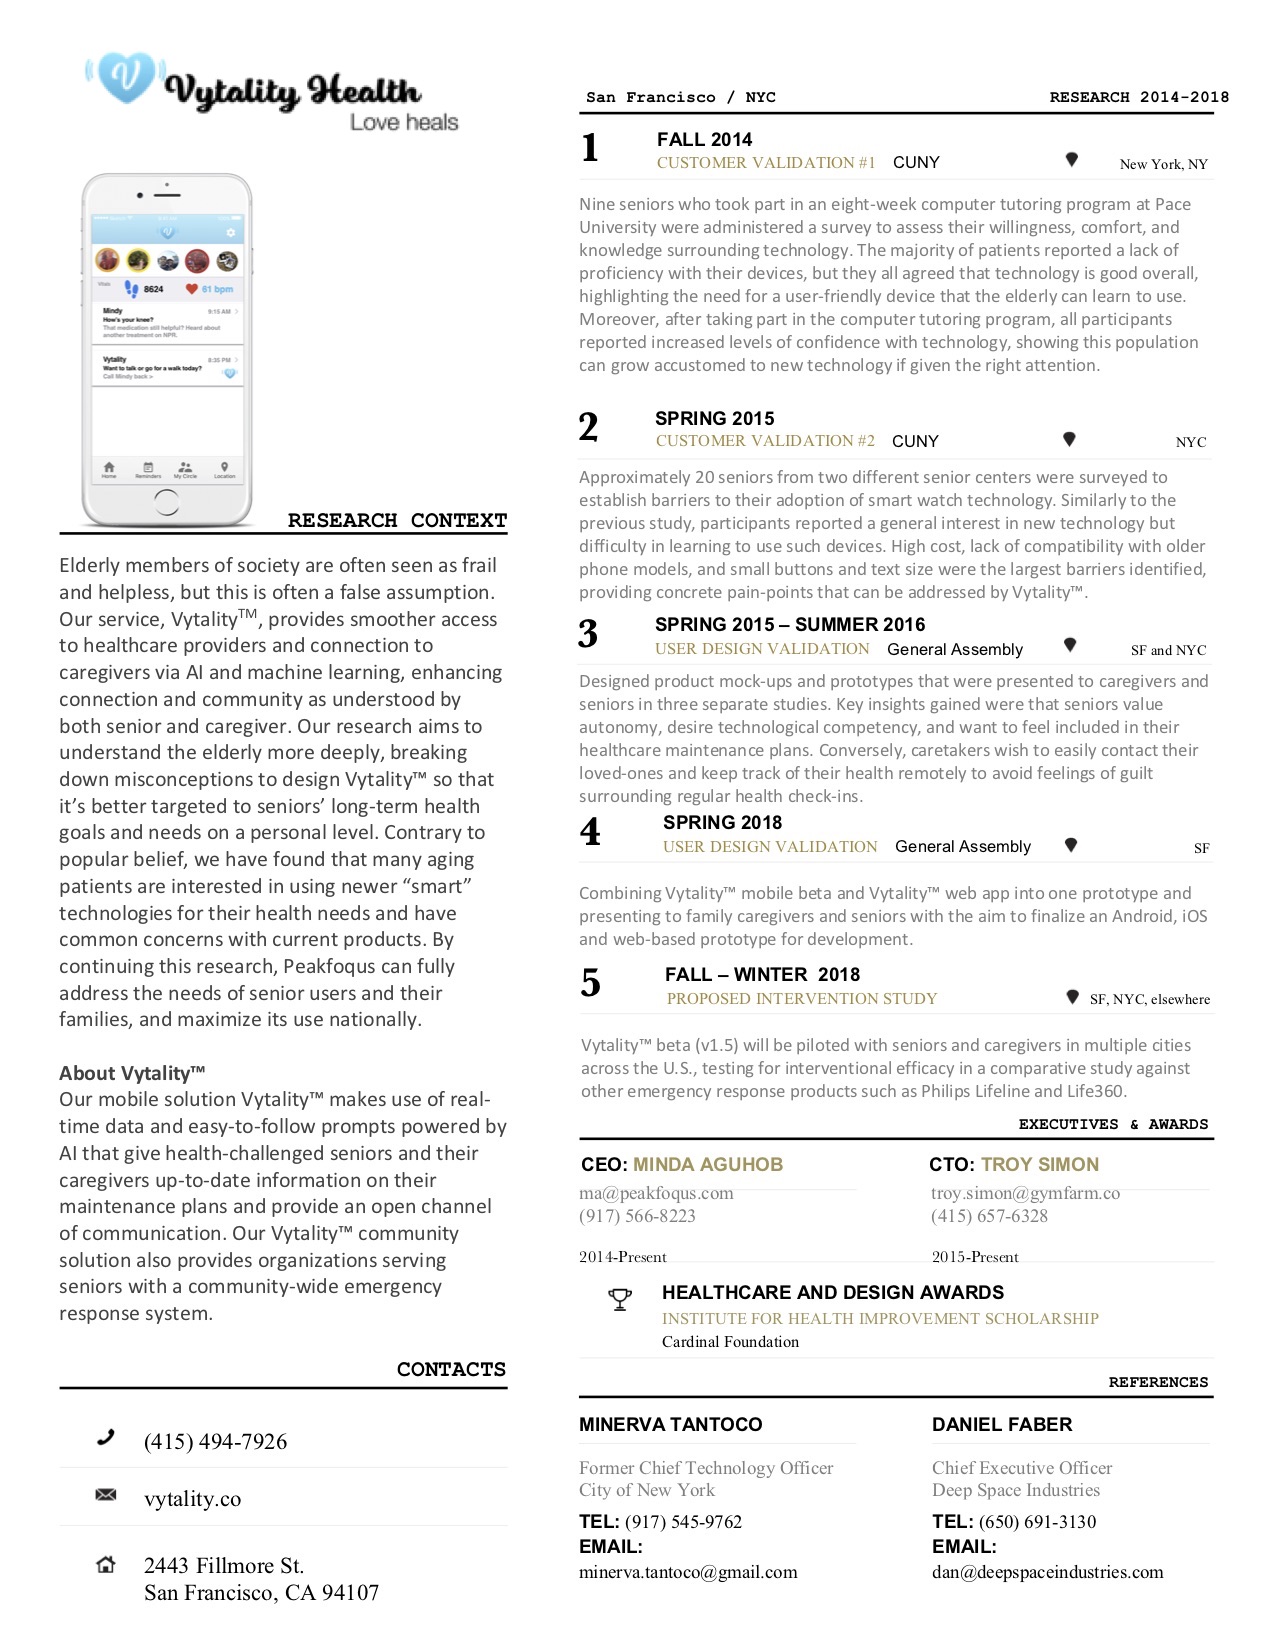 Vytality Health
Love heals
8624
61 bpm
Vitals
Mindy
9:15 AM
How's your knee?
That medication still helpful? Heard about
another treatment on NPR.
Vytality
8:35 PM
Want to talk or go for a walk today?
Call Mindy back >
Home
Reminders
My Circle
Location
RESEARCH CONTEXT
Elderly members of society are often seen as frail
and helpless, but this is often a false assumption.
Our service, Vytality™, provides smoother access
to healthcare providers and connection to
caregivers via AI and machine learning, enhancing
connection and community as understood by
both senior and caregiver. Our research aims to
understand the elderly more deeply, breaking
down misconceptions to design Vytality™ so that
it's better targeted to seniors' long-term health
goals and needs on a personal level. Contrary to
popular belief, we have found that many aging
patients are interested in using newer “smart”
technologies for their health needs and have
common concerns with current products. By
continuing this research, Peakfoqus can fully
address the needs of senior users and their
families, and maximize its use nationally.
About Vytality™
Our mobile solution Vytality™ makes use of real-
time data and easy-to-follow prompts powered by
AI that give health-challenged seniors and their
caregivers up-to-date information on their
maintenance plans and provide an open channel
of communication. Our Vytality™ community
solution also provides organizations serving
seniors with a community-wide emergency
response system.
CONTACTS
(415) 494-7926
vytality.co
2443 Fillmore St.
San Francisco, CA 94107
San Francisco / NYC
RESEARCH 2014-2018
1
FALL 2014
CUSTOMER VALIDATION #1 CUNY
New York, NY
Nine seniors who took part in an eight-week computer tutoring program at Pace
University were administered a survey to assess their willingness, comfort, and
knowledge surrounding technology. The majority of patients reported a lack of
proficiency with their devices, but they all agreed that technology is good overall,
highlighting the need for a user-friendly device that the elderly can learn to use.
Moreover, after taking part in the computer tutoring program, all participants
reported increased levels of confidence with technology, showing this population
can grow accustomed to new technology if given the right attention.
2
SPRING 2015
CUSTOMER VALIDATION #2 CUNY
NYC
Approximately 20 seniors from two different senior centers were surveyed to
establish barriers to their adoption of smart watch technology. Similarly to the
previous study, participants reported a general interest in new technology but
difficulty in learning to use such devices. High cost, lack of compatibility with older
phone models, and small buttons and text size were the largest barriers identified,
providing concrete pain-points that can be addressed by Vytality™.
3
SPRING 2015 – SUMMER 2016
USER DESIGN VALIDATION General Assembly
SF and NYC
Designed product mock-ups and prototypes that were presented to caregivers and
seniors in three separate studies. Key insights gained were that seniors value
autonomy, desire technological competency, and want to feel included in their
healthcare maintenance plans. Conversely, caretakers wish to easily contact their
loved-ones and keep track of their health remotely to avoid feelings of guilt
surrounding regular health check-ins.
4
SPRING 2018
USER DESIGN VALIDATION General Assembly
SF
Combining Vytality™ mobile beta and Vytality™ web app into one prototype and
presenting to family caregivers and seniors with the aim to finalize an Android, iOS
and web-based prototype for development.
5
FALL – WINTER 2018
PROPOSED INTERVENTION STUDY
SF, NYC, elsewhere
Vytality™ beta (v1.5) will be piloted with seniors and caregivers in multiple cities
across the U.S., testing for interventional efficacy in a comparative study against
other emergency response products such as Philips Lifeline and Life360.
EXECUTIVES & AWARDS
CEO: MINDA AGUHOB
ma@peakfoqus.com
(917) 566-8223
2014-Present
CTO: TROY SIMON
troy.simon@gymfarm.co
(415) 657-6328
2015-Present
HEALTHCARE AND DESIGN AWARDS
INSTITUTE FOR HEALTH IMPROVEMENT SCHOLARSHIP
Cardinal Foundation
REFERENCES
MINERVA TANTOCO
Former Chief Technology Officer
City of New York
TEL: (917) 545-9762
EMAIL:
minerva.tantoco@gmail.com
DANIEL FABER
Chief Executive Officer
Deep Space Industries
TEL: (650) 691-3130
EMAIL:
dan@deepspaceindustries.com